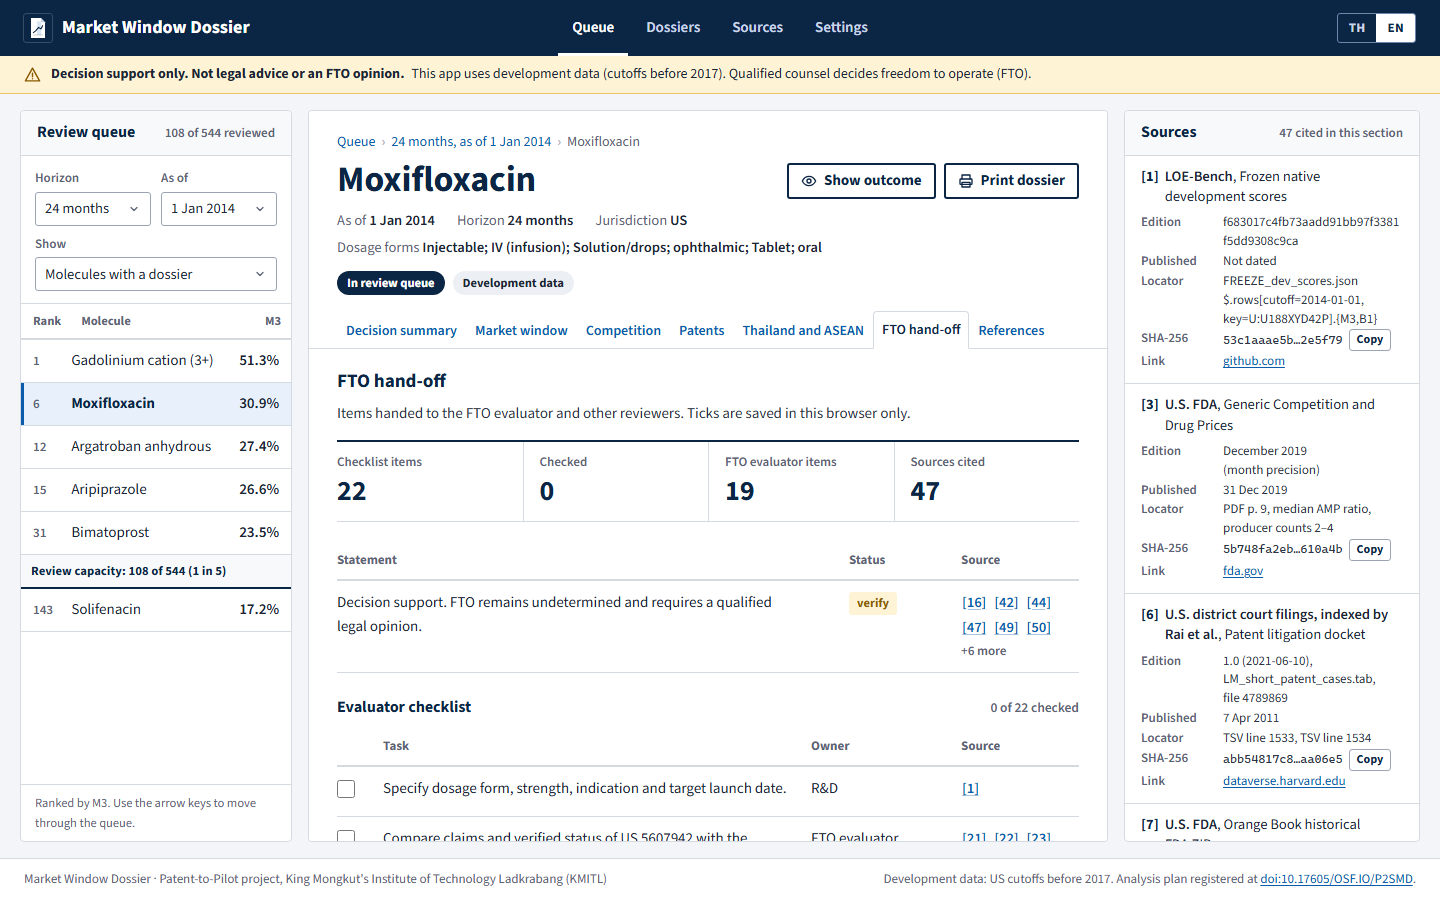 Market Window Dossier
Queue Dossiers Sources Settings
TH EN
Decision support only. Not legal advice or an FTO opinion. This app uses development data (cutoffs before 2017). Qualified counsel decides freedom to operate (FTO).
Review queue 108 of 544 reviewed
Horizon As of
24 months 1 Jan 2014
Show
Molecules with a dossier
Rank Molecule M3
1 Gadolinium cation (3+) 51.3%
6 Moxifloxacin 30.9%
12 Argatroban anhydrous 27.4%
15 Aripiprazole 26.6%
31 Bimatoprost 23.5%
Review capacity: 108 of 544 (1 in 5)
143 Solifenacin 17.2%
Ranked by M3. Use the arrow keys to move
through the queue.
Queue › 24 months, as of 1 Jan 2014 › Moxifloxacin
Moxifloxacin
Show outcome Print dossier
As of 1 Jan 2014 Horizon 24 months Jurisdiction US
Dosage forms Injectable; IV (infusion); Solution/drops; ophthalmic; Tablet; oral
In review queue Development data
Decision summary Market window Competition Patents Thailand and ASEAN FTO hand-off References
FTO hand-off
Items handed to the FTO evaluator and other reviewers. Ticks are saved in this browser only.
Checklist items Checked FTO evaluator items Sources cited
22 0 19 47
Statement Status Source
Decision support. FTO remains undetermined and requires a qualified verify [16] [42] [44]
legal opinion. [47] [49] [50]
+6 more
Evaluator checklist 0 of 22 checked
Task Owner Source
Specify dosage form, strength, indication and target launch date. R&D [1]
Compare claims and verified status of US 5607942 with the FTO evaluator [21] [22] [23]
Sources 47 cited in this section
[1] LOE-Bench, Frozen native
development scores
Edition f683017c4fb73aadd91bb97f3381
f5dd9308c9ca
Published Not dated
Locator FREEZE_dev_scores.json
$.rows[cutoff=2014-01-01,
key=U:U188XYD42P].{M3,B1}
SHA-256 53c1aaae5b…2e5f79 Copy
Link github.com
[3] U.S. FDA, Generic Competition and
Drug Prices
Edition December 2019
(month precision)
Published 31 Dec 2019
Locator PDF p. 9, median AMP ratio,
producer counts 2–4
SHA-256 5b748fa2eb…610a4b Copy
Link fda.gov
[6] U.S. district court filings, indexed by
Rai et al., Patent litigation docket
Edition 1.0 (2021-06-10),
LM_short_patent_cases.tab,
file 4789869
Published 7 Apr 2011
Locator TSV line 1533, TSV line 1534
SHA-256 abb54817c8…aa06e5 Copy
Link dataverse.harvard.edu
[7] U.S. FDA, Orange Book historical
Market Window Dossier · Patent-to-Pilot project, King Mongkut's Institute of Technology Ladkrabang (KMITL)
Development data: US cutoffs before 2017. Analysis plan registered at doi:10.17605/OSF.IO/P2SMD.